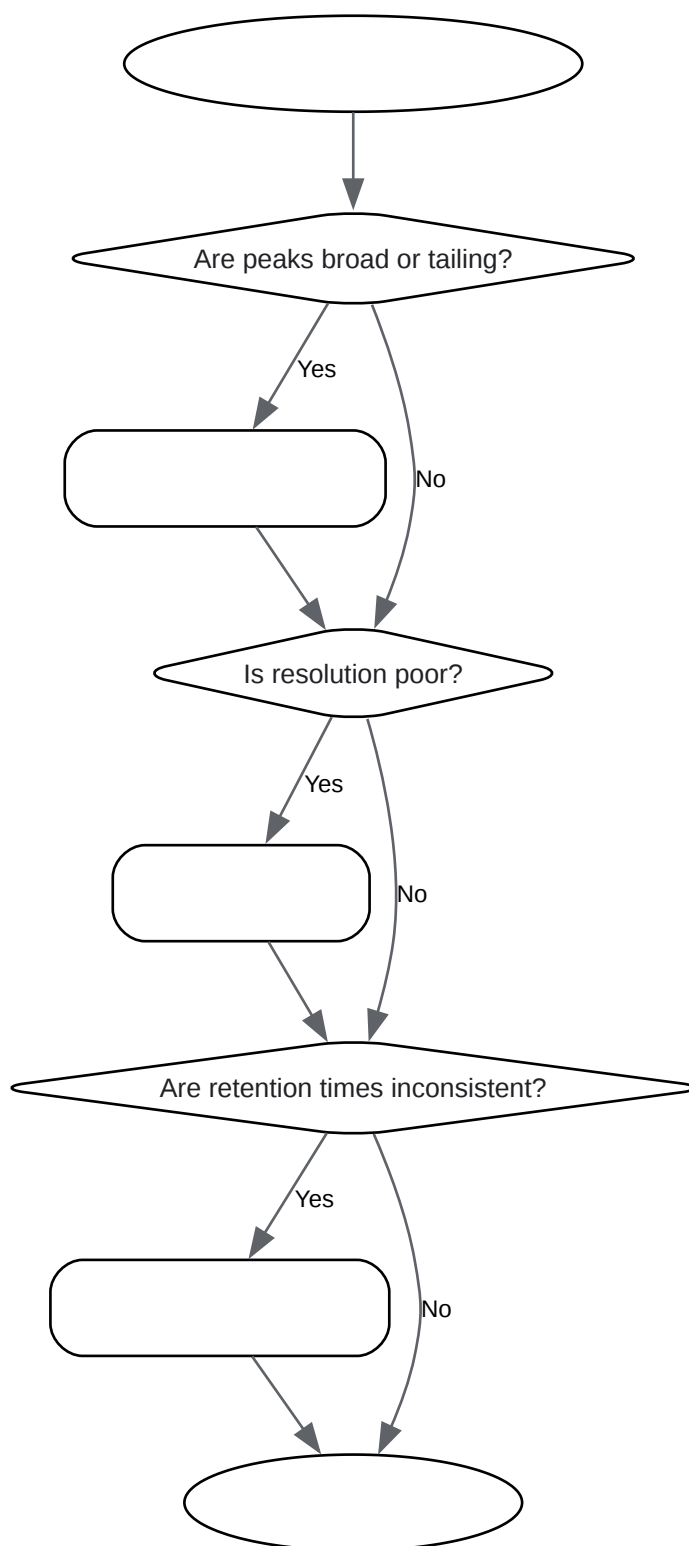 Are peaks broad or tailing?
Yes
No
Is resolution poor?
Yes
No
Are retention times inconsistent?
Yes
No